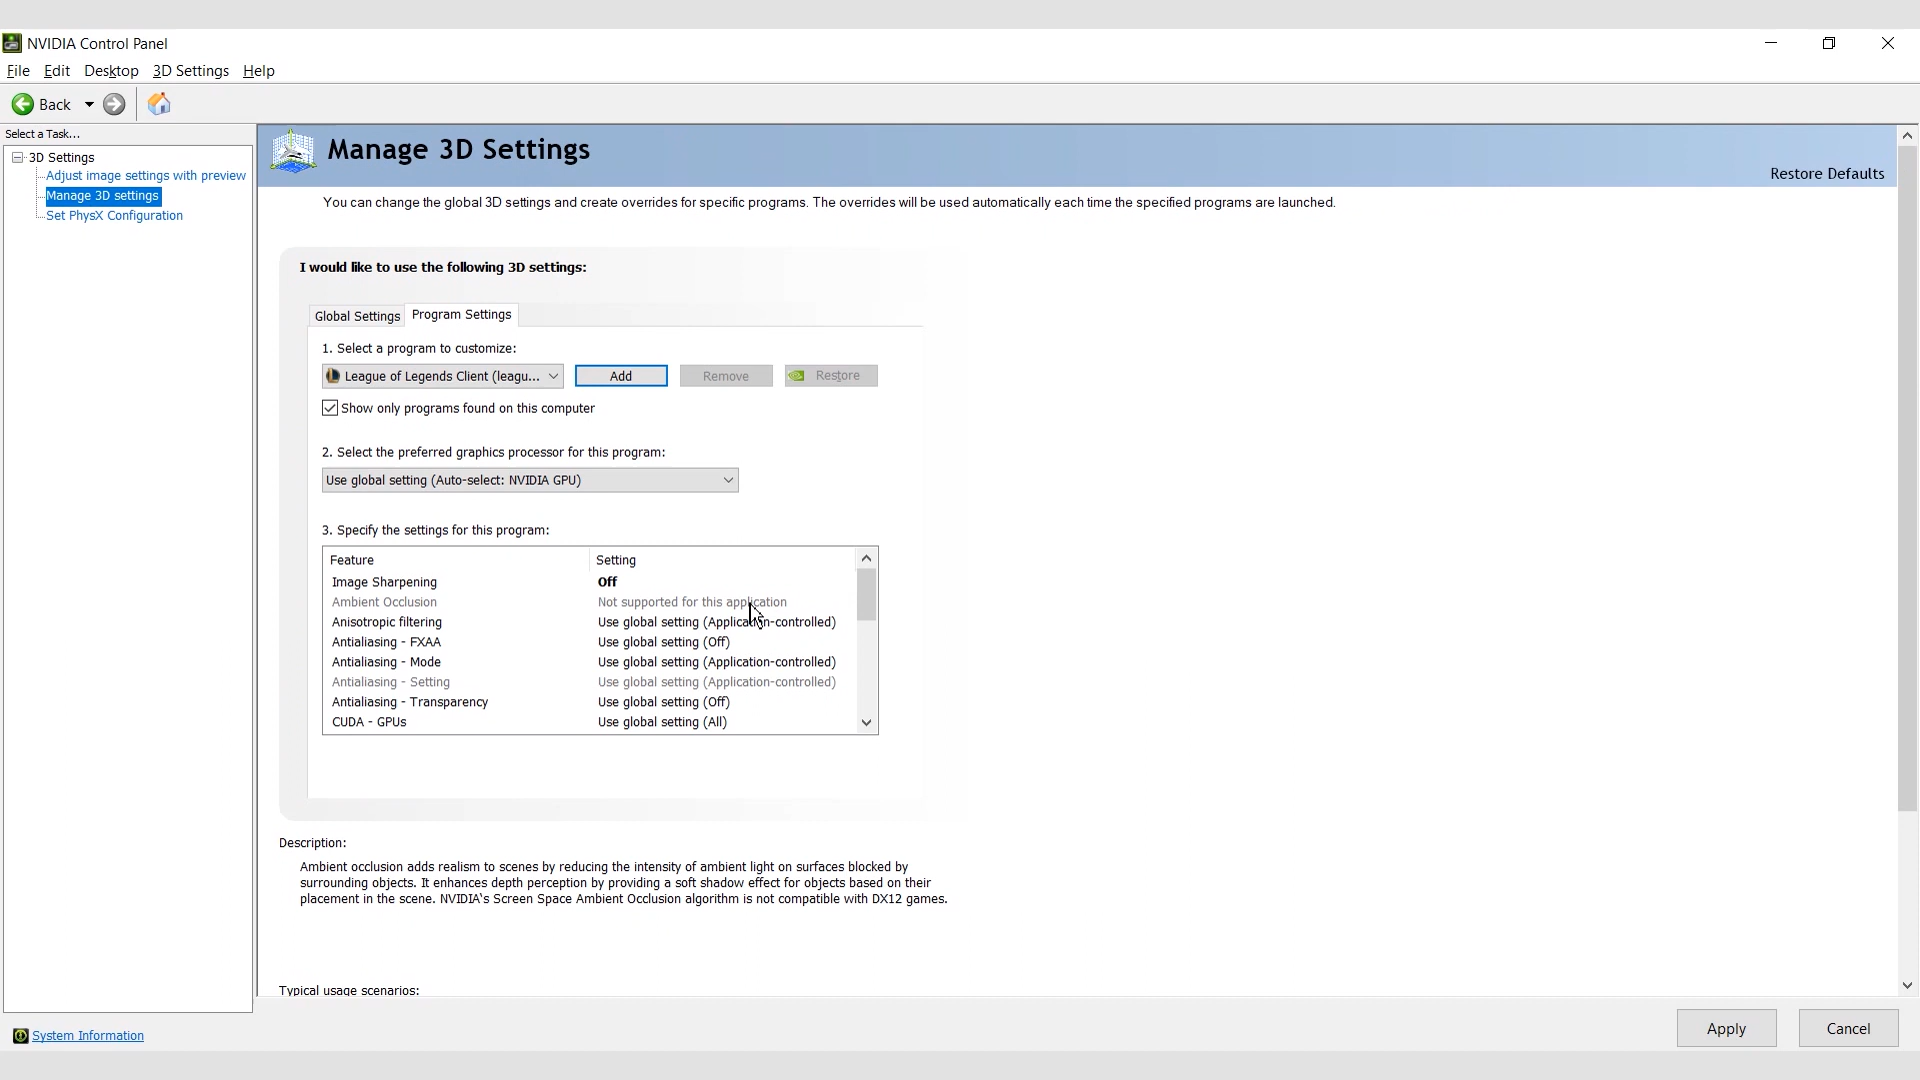 NVIDIA Control Panel
File Edit Desktop 3D Settings Help
Back
Select a Task...
3D Settings
Adjust image settings with preview
Manage 3D settings
Set PhysX Configuration
Manage 3D Settings
Restore Defaults
You can change the global 3D settings and create overrides for specific programs. The overrides will be used automatically each time the specified programs are launched.
I would like to use the following 3D settings:
Global Settings Program Settings
1. Select a program to customize:
League of Legends Client (leagu... Add Remove Restore
Show only programs found on this computer
2. Select the preferred graphics processor for this program:
Use global setting (Auto-select: NVIDIA GPU)
3. Specify the settings for this program:
Feature Setting
Image Sharpening Off
Ambient Occlusion Not supported for this application
Anisotropic filtering Use global setting (Application-controlled)
Antialiasing - FXAA Use global setting (Off)
Antialiasing - Mode Use global setting (Application-controlled)
Antialiasing - Setting Use global setting (Application-controlled)
Antialiasing - Transparency Use global setting (Off)
CUDA - GPUs Use global setting (All)
Description:
Ambient occlusion adds realism to scenes by reducing the intensity of ambient light on surfaces blocked by
surrounding objects. It enhances depth perception by providing a soft shadow effect for objects based on their
placement in the scene. NVIDIA's Screen Space Ambient Occlusion algorithm is not compatible with DX12 games.
Typical usage scenarios:
System Information
Apply Cancel